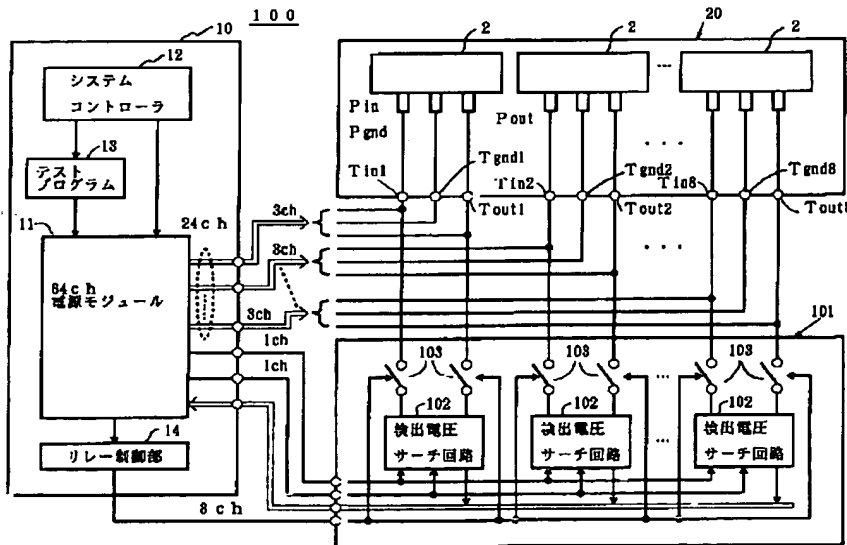 100
10
12
システム
コントローラ
13
テスト
プログラム
11
24ch
64ch
電源モジュール
3ch
3ch
3ch
1ch
1ch
14
リレー制御部
8ch
20
2
2
2
...
Pin
Pgnd
Pout
Tin1
Tgnd1
Tout1
Tin2
Tgnd2
Tout2
Tin8
Tgnd8
Tout8
101
103
103
103
102
検出電圧
サーチ回路
102
検出電圧
サーチ回路
102
検出電圧
サーチ回路